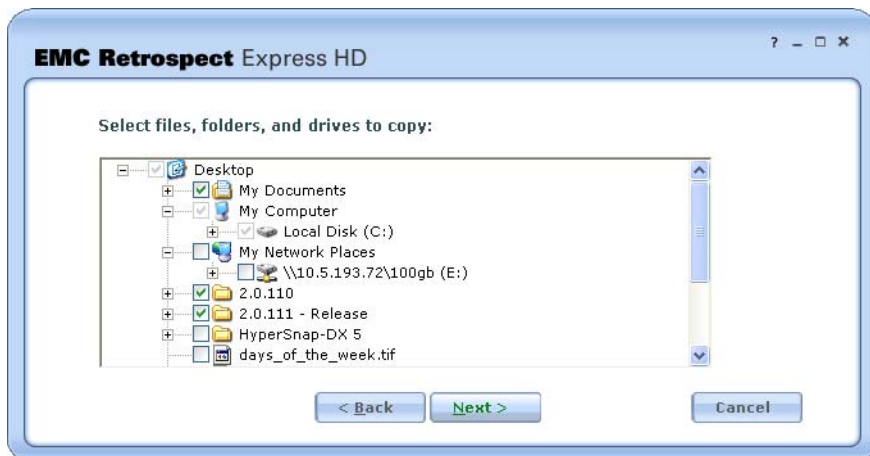 EMC Retrospect Express HD
?
Select files, folders, and drives to copy:
Desktop
My Documents
My Computer
Local Disk (C:)
My Network Places
\\10.5.193.72\100gb (E:)
2.0.110
2.0.111 - Release
HyperSnap-DX 5
days_of_the_week.tif
< Back Next > Cancel